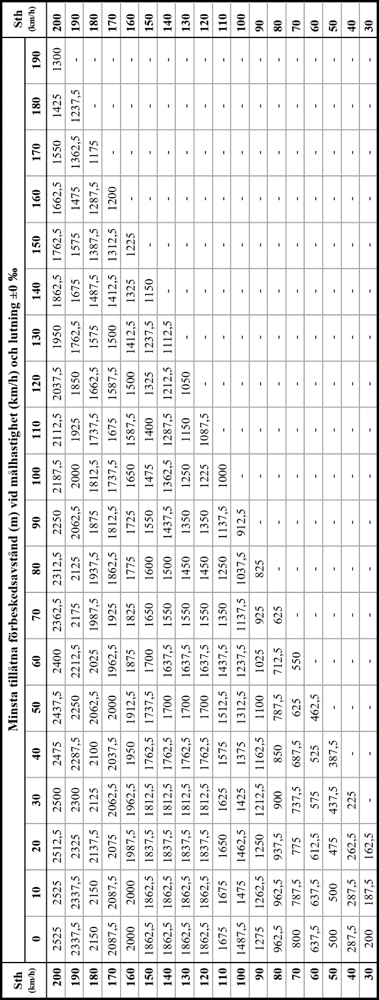 Minsta tillåtna förbeskedsavstånd (m) vid målhastighet (km/h) och lutning ±0 ‰
Sth (km/h) 0 10 20 30 40 50 60 70 80 90 100 110 120 130 140 150 160 170 180 190 Sth (km/h)
200 2525 2525 2512,5 2500 2475 2437,5 2400 2362,5 2312,5 2250 2187,5 2112,5 2037,5 1950 1862,5 1762,5 1662,5 1550 1425 1300 200
190 2337,5 2337,5 2325 2300 2287,5 2250 2212,5 2175 2125 2062,5 2000 1925 1850 1762,5 1675 1575 1475 1362,5 1237,5 - 190
180 2150 2150 2137,5 2125 2100 2062,5 2025 1987,5 1937,5 1875 1812,5 1737,5 1662,5 1575 1487,5 1387,5 1287,5 1175 - - 180
170 2087,5 2087,5 2075 2062,5 2037,5 2000 1962,5 1925 1862,5 1812,5 1737,5 1675 1587,5 1500 1412,5 1312,5 1200 - - - 170
160 2000 2000 1987,5 1962,5 1950 1912,5 1875 1825 1775 1725 1650 1587,5 1500 1412,5 1325 1225 - - - - 160
150 1862,5 1862,5 1837,5 1812,5 1762,5 1737,5 1700 1650 1600 1550 1475 1400 1325 1237,5 1150 - - - - - 150
140 1862,5 1862,5 1837,5 1812,5 1762,5 1700 1637,5 1550 1500 1437,5 1362,5 1287,5 1212,5 1112,5 - - - - - - 140
130 1862,5 1862,5 1837,5 1812,5 1762,5 1700 1637,5 1550 1450 1350 1250 1150 1050 - - - - - - - 130
120 1862,5 1862,5 1837,5 1812,5 1762,5 1700 1637,5 1550 1450 1350 1225 1087,5 - - - - - - - - 120
110 1675 1675 1650 1625 1575 1512,5 1437,5 1350 1250 1137,5 1000 - - - - - - - - - 110
100 1487,5 1475 1462,5 1425 1375 1312,5 1237,5 1137,5 1037,5 912,5 - - - - - - - - - - 100
90 1275 1262,5 1250 1212,5 1162,5 1100 1025 925 825 - - - - - - - - - - - 90
80 962,5 962,5 937,5 900 850 787,5 712,5 625 - - - - - - - - - - - - 80
70 800 787,5 775 737,5 687,5 625 550 - - - - - - - - - - - - - 70
60 637,5 637,5 612,5 575 525 462,5 - - - - - - - - - - - - - - 60
50 500 500 475 437,5 387,5 - - - - - - - - - - - - - - - 50
40 287,5 287,5 262,5 225 - - - - - - - - - - - - - - - - 40
30 200 187,5 162,5 - - - - - - - - - - - - - - - - - 30